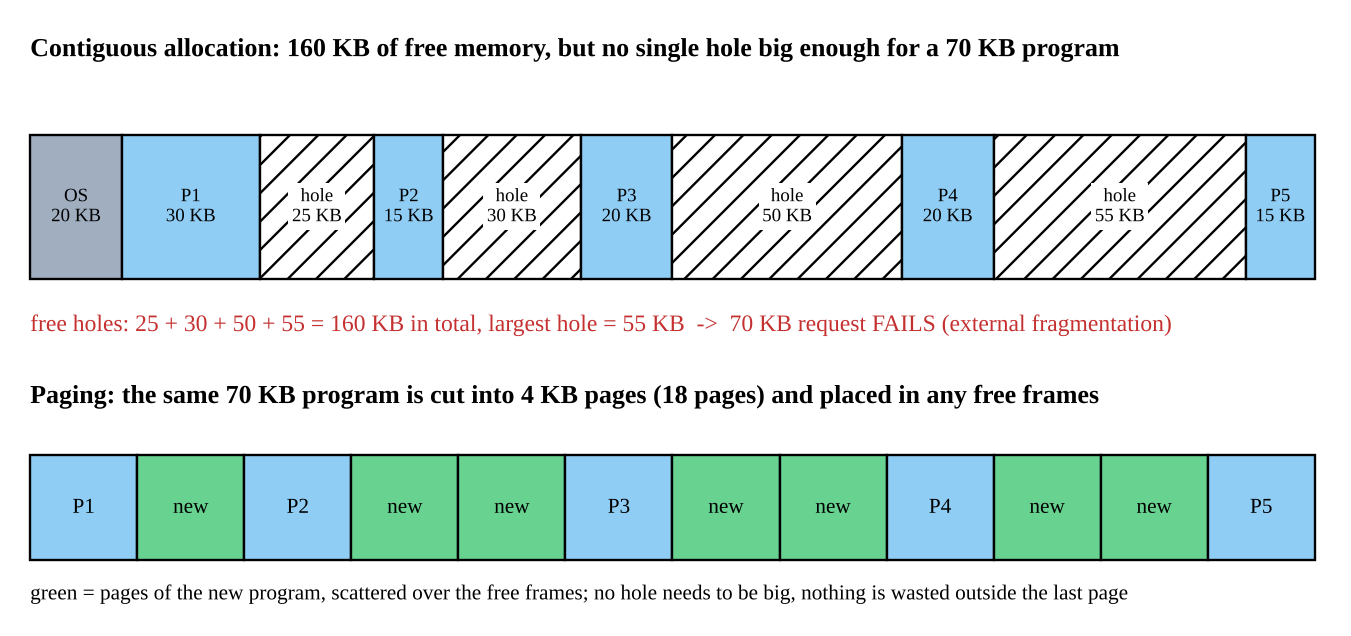 Contiguous allocation: 160 KB of free memory, but no single hole big enough for a 70 KB program
OS
20 KB
P1
30 KB
hole
25 KB
P2
15 KB
hole
30 KB
P3
20 KB
hole
50 KB
P4
20 KB
hole
55 KB
P5
15 KB
free holes: 25 + 30 + 50 + 55 = 160 KB in total, largest hole = 55 KB -> 70 KB request FAILS (external fragmentation)
Paging: the same 70 KB program is cut into 4 KB pages (18 pages) and placed in any free frames
P1
new
P2
new
new
P3
new
new
P4
new
new
P5
green = pages of the new program, scattered over the free frames; no hole needs to be big, nothing is wasted outside the last page